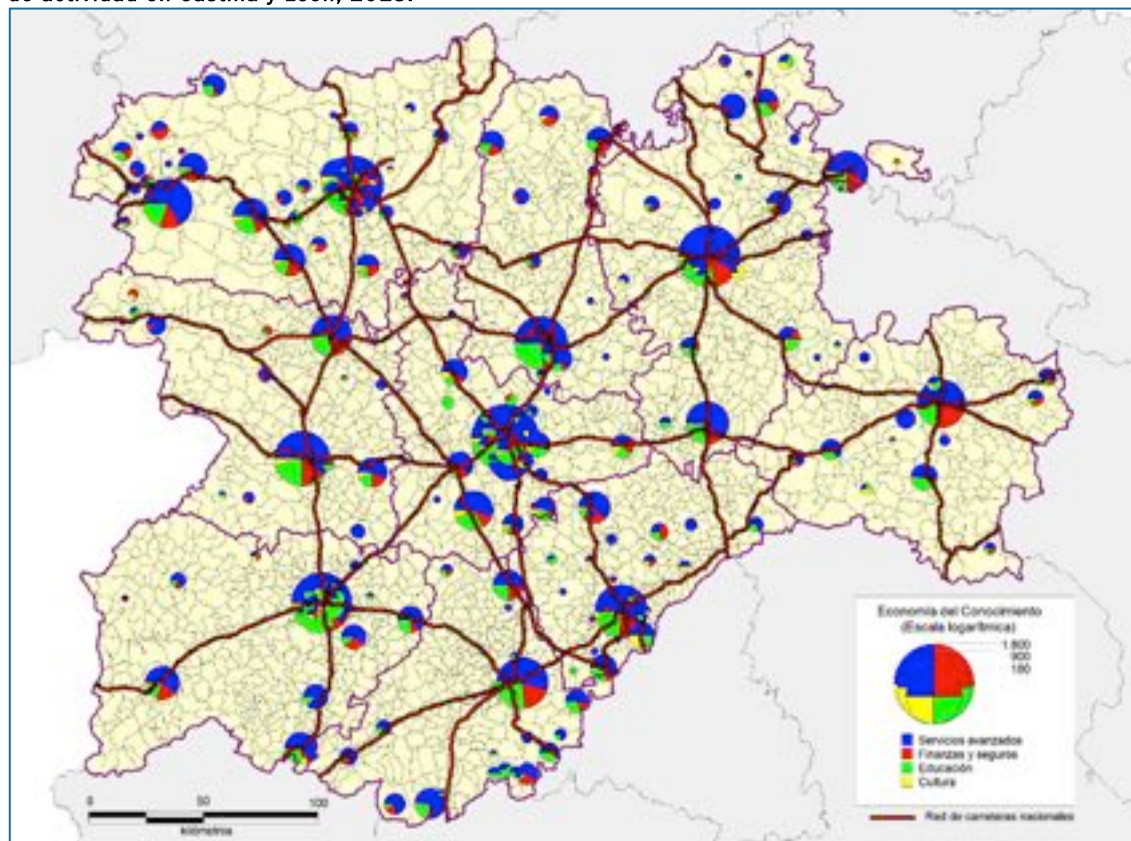 de actividad en Castilla y León, 2023.
Economía del Conocimiento
(Escala logarítmica)
1.800
900
180
Servicios avanzados
Finanzas y seguros
Educación
Cultura
Red de carreteras nacionales
0 50 100
kilómetros